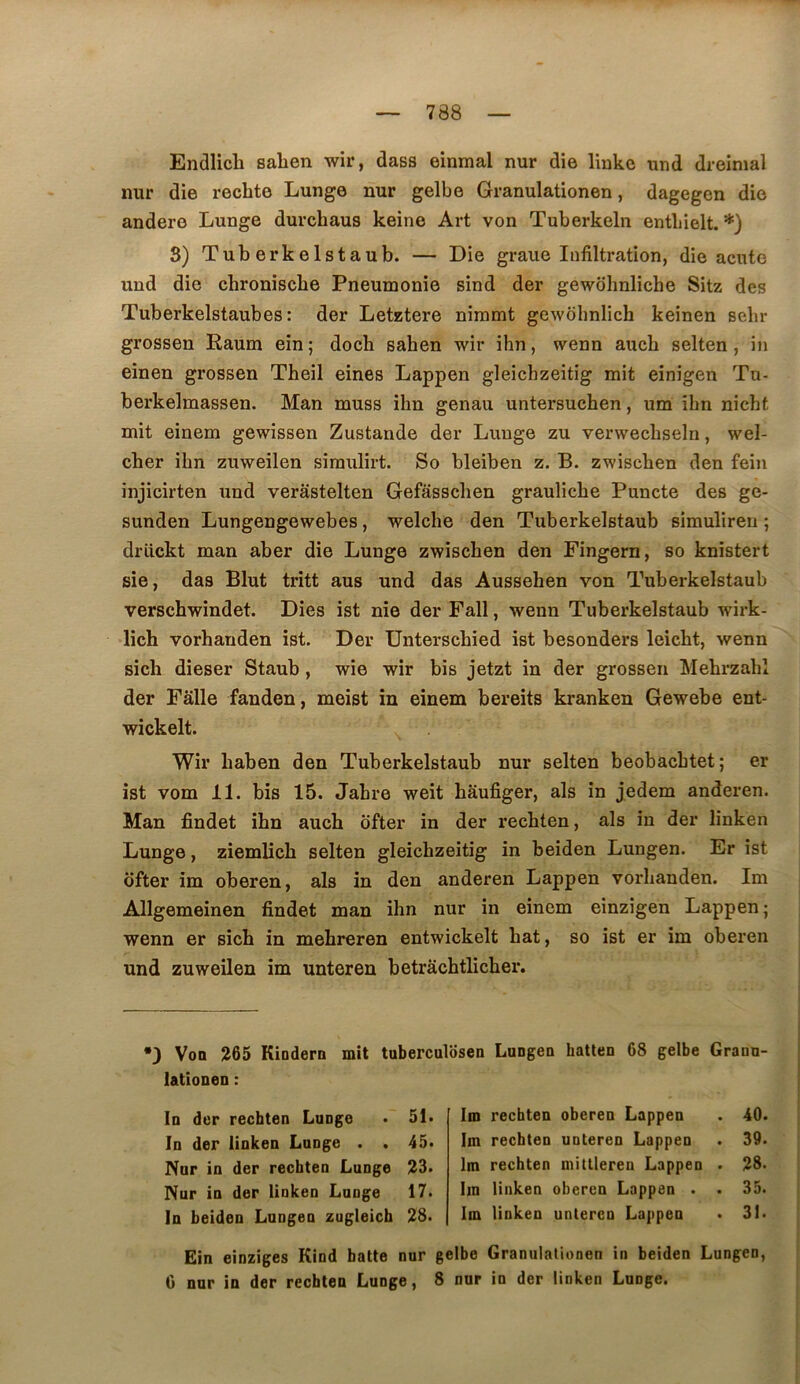 — 788 —
Endlich sahen wir, dass einmal nur die linke und dreimal
nur die rechte Lunge nur gelbe Granulationen, dagegen die
andere Lunge durchaus keine Art von Tuberkeln enthielt. *)
3) Tuberkelstaub. — Die graue Infiltration, die acute
und die chronische Pneumonie sind der gewöhnliche Sitz des
Tuberkelstaubes: der Letztere nimmt gewöhnlich keinen sehr
grossen Raum ein; doch sahen wir ihn, wenn auch selten, in
einen grossen Theil eines Lappen gleichzeitig mit einigen Tu-
berkelmassen. Man muss ihn genau untersuchen, um ihn nicht
mit einem gewissen Zustande der Lunge zu verwechseln, wel-
cher ihn zuweilen simulirt. So bleiben z. B. zwischen den fein
injicirten und verästelten Gefässchen grauliche Puncte des ge-
sunden Lungengewebes, welche den Tuberkelstaub simuliren;
drückt man aber die Lunge zwischen den Fingern, so knistert
sie, das Blut tritt aus und das Aussehen von Tuberkelstaub
verschwindet. Dies ist nie der Fall, wenn Tuberkelstaub wirk-
lich vorhanden ist. Der Unterschied ist besonders leicht, wenn
sich dieser Staub, wie wir bis jetzt in der grossen Mehrzahl
der Fälle fanden, meist in einem bereits kranken Gewebe ent-
wickelt.
Wir haben den Tuberkelstaub nur selten beobachtet; er
ist vom 11. bis 15. Jahre weit häufiger, als in jedem anderen.
Man findet ihn auch öfter in der rechten, als in der linken
Lunge, ziemlich selten gleichzeitig in beiden Lungen. Er ist
öfter im oberen, als in den anderen Lappen vorhanden. Im
Allgemeinen findet man ihn nur in einem einzigen Lappen;
wenn er sich in mehreren entwickelt hat, so ist er im oberen
und zuweilen im unteren beträchtlicher.
*) Von 265 Kindern mit tuberculösen Lungen hatten 68 gelbe Granu-
lationen:
In der rechten Lunge . 51.
In der linken Lunge . . 45.
Nur in der rechten Lunge 23.
Nur in der linken Lunge 17.
In beiden Lungen zugleich 28.
Im rechten oberen Lappen . 40.
Im rechten unteren Lappen . 39.
Im rechten mittleren Lappen . 28.
Im linken oberen Lappen . . 35.
Im linken unteren Lappen . 31.
Ein einziges Kind hatte nur gelbe Granulationen in beiden Lungen,
6 nur in der rechten Lunge, 8 nur in der linken Lunge.